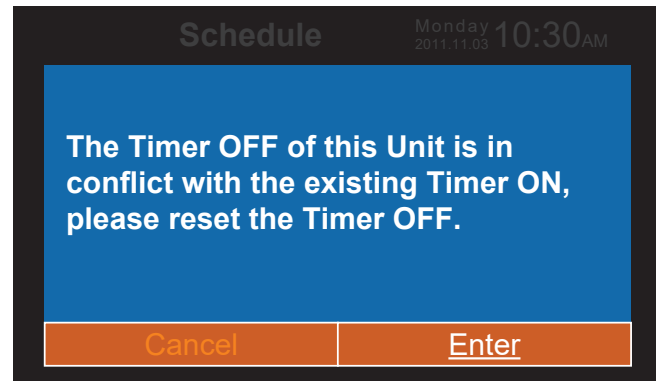 Schedule
Monday
2011.11.03 10:30AM
The Timer OFF of this Unit is in
conflict with the existing Timer ON,
please reset the Timer OFF.
Cancel
Enter